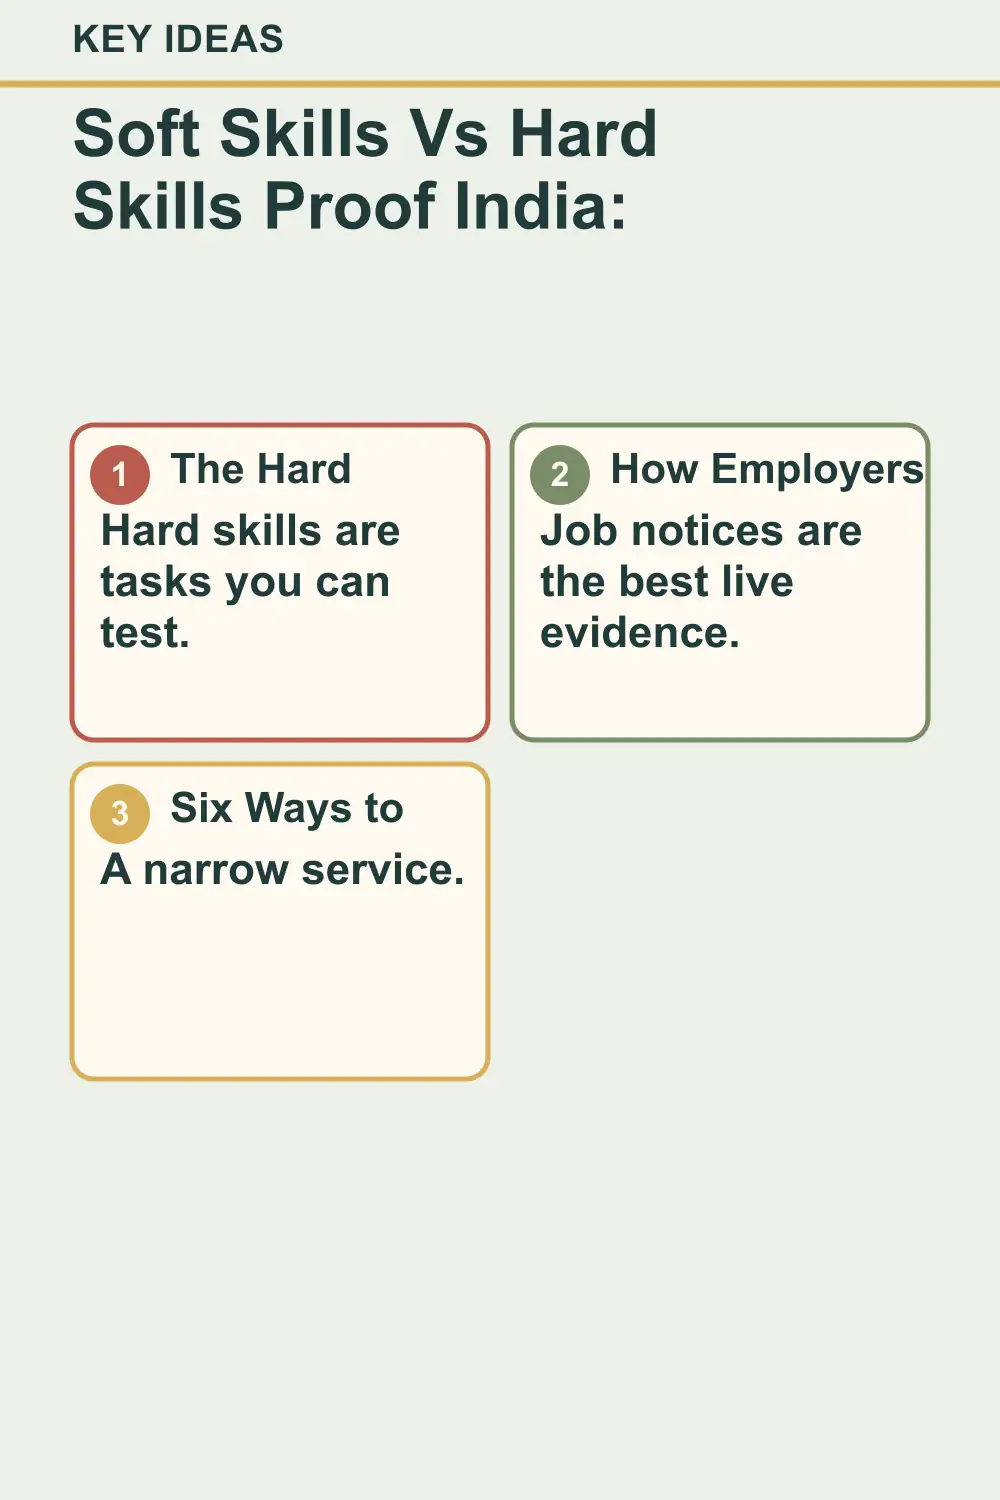 KEY IDEAS
Soft Skills Vs Hard
Skills Proof India:
1 The Hard
Hard skills are
tasks you can
test.
2 How Employers
Job notices are
the best live
evidence.
3 Six Ways to
A narrow service.